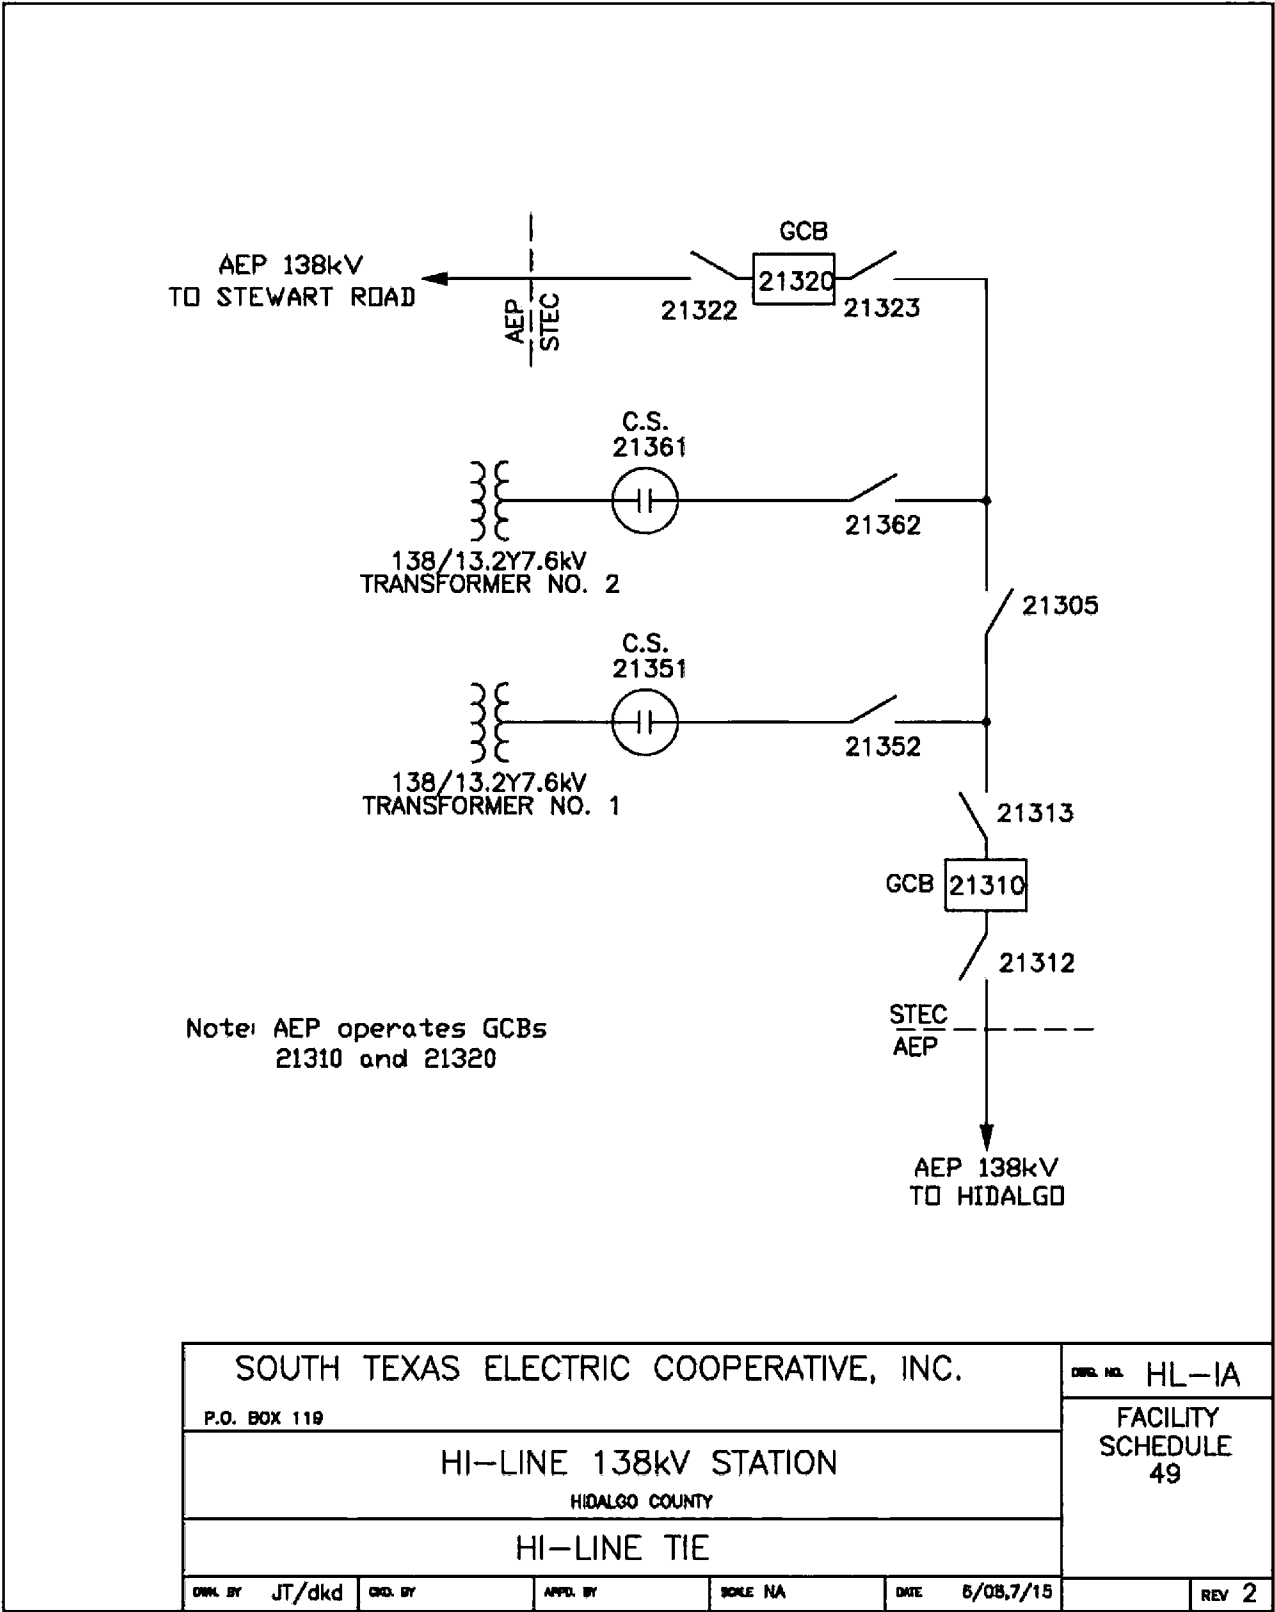 GCB
AEP 138kV
TO STEWART ROAD
21320
21322
21323
AEP
STEC
C.S.
21361
21362
138/13.2Y7.6kV
TRANSFORMER NO. 2
21305
C.S.
21351
21352
138/13.2Y7.6kV
TRANSFORMER NO. 1
21313
GCB
21310
21312
Note: AEP operates GCBs
21310 and 21320
STEC
AEP
AEP 138kV
TO HIDALGO
SOUTH TEXAS ELECTRIC COOPERATIVE, INC.
P.O. BOX 119
DWG. NO. HL-1A
FACILITY
SCHEDULE
49
HI-LINE 138kV STATION
HIDALGO COUNTY
HI-LINE TIE
DWN. BY JT/dkd
CKD. BY
APPD. BY
SCALE NA
DATE 6/08,7/15
REV 2